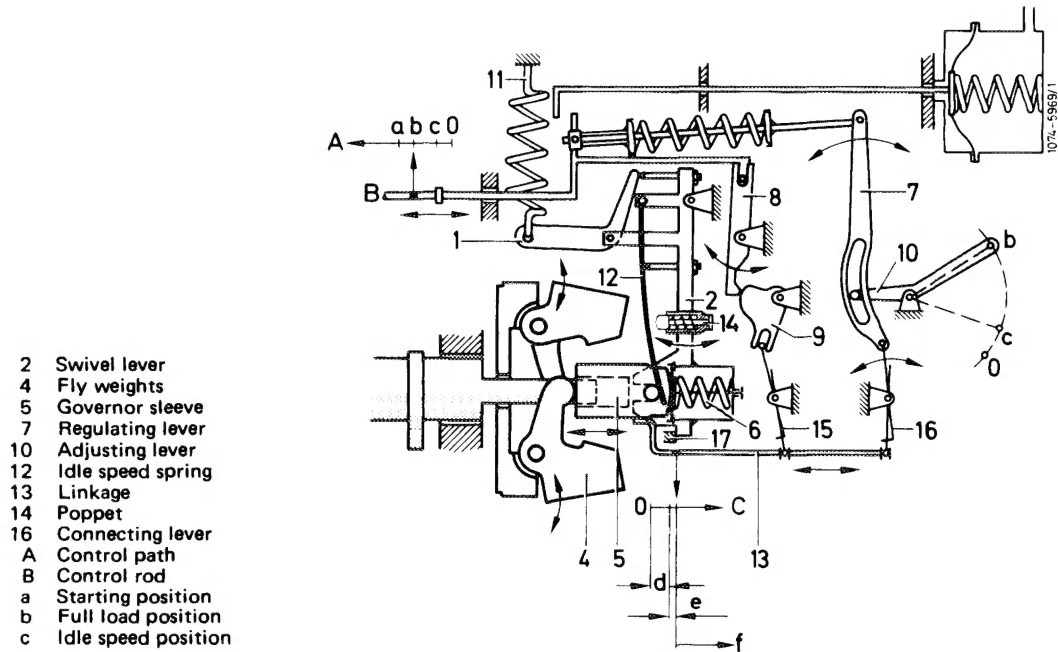 11
1074-5969/1
a b c 0
A
B
8
7
1
10
b
12
2
14
9
c
0
6
15
16
17
0 C
4 5 13
d
e
f
2 Swivel lever
4 Fly weights
5 Governor sleeve
7 Regulating lever
10 Adjusting lever
12 Idle speed spring
13 Linkage
14 Poppet
16 Connecting lever
A Control path
B Control rod
a Starting position
b Full load position
c Idle speed position